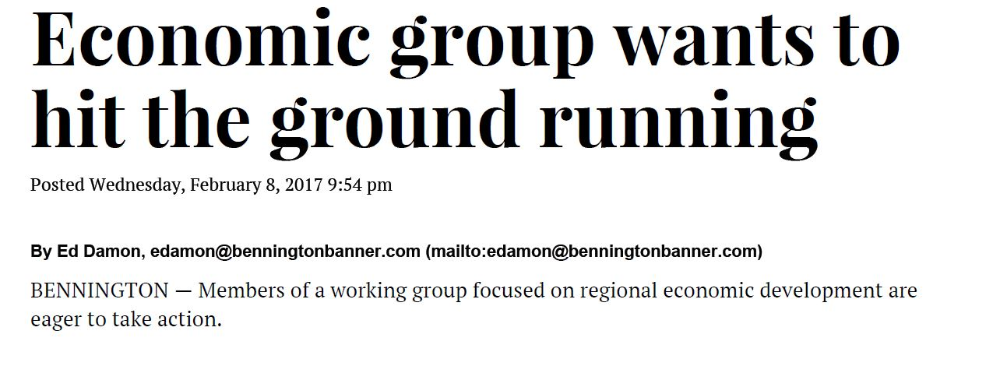 Economic group wants to
hit the ground running
Posted Wednesday, February 8, 2017 9:54 pm
By Ed Damon, edamon@benningtonbanner.com (mailto:edamon@benningtonbanner.com)
BENNINGTON — Members of a working group focused on regional economic development are
eager to take action.